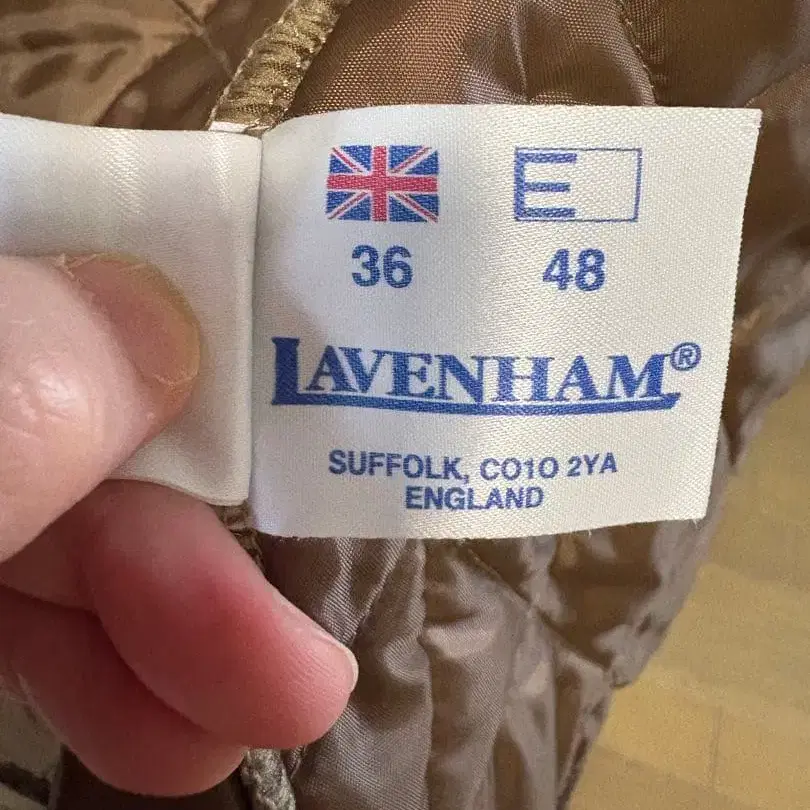 E
36 48
LAVENHAM®
SUFFOLK, CO10 2YA
ENGLAND